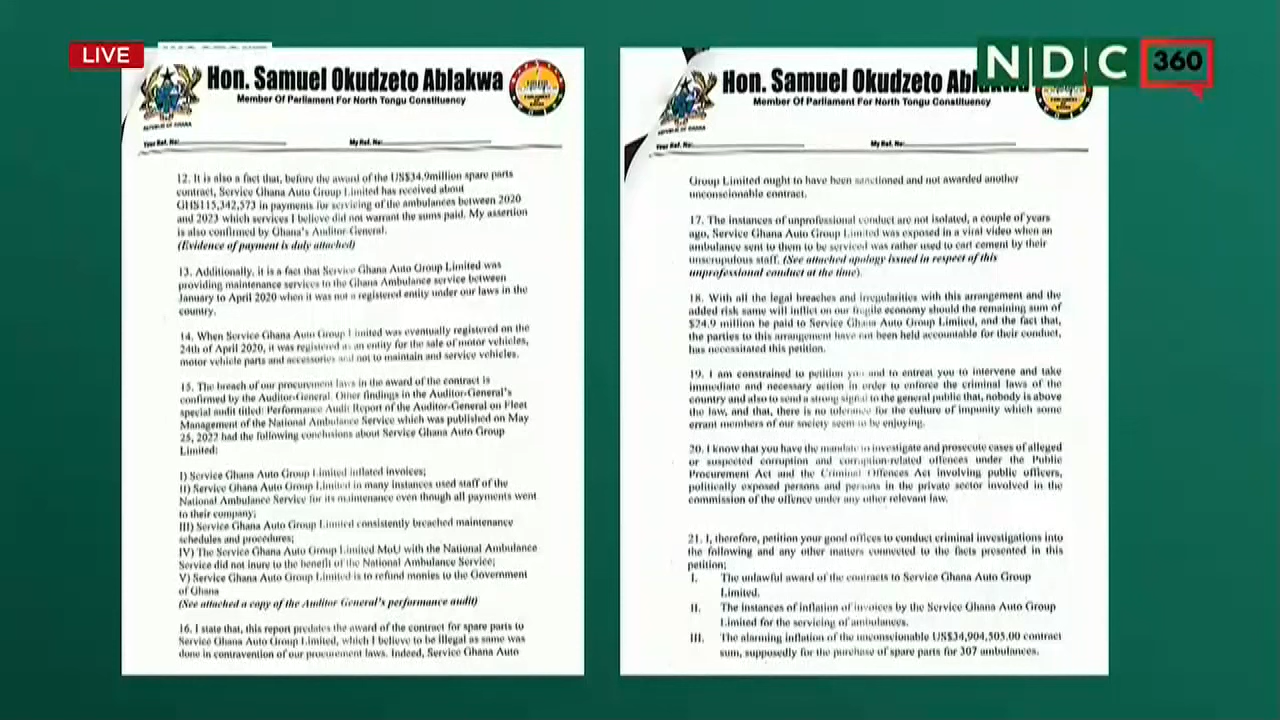 LIVE
NDC 360
Hon. Samuel Okudzeto Ablakwa
Member Of Parliament For North Tongu Constituency
REPUBLIC OF GHANA
Your Ref. No:
My Ref. No:
12. It is also a fact that, before the award of the US$34.9million spare parts
contract, Service Ghana Auto Group Limited has received about
GHS115,342,573 in payments for servicing of the ambulances between 2020
and 2023 which services I believe did not warrant the sums paid. My assertion
is also confirmed by Ghana's Auditor-General.
(Evidence of payment is duly attached)
13. Additionally, it is a fact that Service Ghana Auto Group Limited was
providing maintenance services to the Ghana Ambulance service between
January to April 2020 when it was not a registered entity under our laws in the
country.
14. When Service Ghana Auto Group Limited was eventually registered on the
24th of April 2020, it was registered as an entity for the sale of motor vehicles,
motor vehicle parts and accessories and not to maintain and service vehicles.
15. The breach of our procurement laws in the award of the contract is
confirmed by the Auditor-General. Other findings in the Auditor-General's
special audit titled: Performance Audit Report of the Auditor-General on Fleet
Management of the National Ambulance Service which was published on May
25, 2022 had the following conclusions about Service Ghana Auto Group
Limited:
I) Service Ghana Auto Group Limited inflated invoices;
II) Service Ghana Auto Group Limited in many instances used staff of the
National Ambulance Service for its maintenance even though all payments went
to their company;
III) Service Ghana Auto Group Limited consistently breached maintenance
schedules and procedures;
IV) The Service Ghana Auto Group Limited MoU with the National Ambulance
Service did not inure to the benefit of the National Ambulance Service;
V) Service Ghana Auto Group Limited is to refund monies to the Government
of Ghana
(See attached a copy of the Auditor General's performance audit)
16. I state that, this report predates the award of the contract for spare parts to
Service Ghana Auto Group Limited, which I believe to be illegal as same was
done in contravention of our procurement laws. Indeed, Service Ghana Auto
Hon. Samuel Okudzeto
Member Of Parliament For North Tongu Constituency
REPUBLIC OF GHANA
Your Ref. No:
My Ref. No:
Group Limited ought to have been sanctioned and not awarded another
unconscionable contract.
17. The instances of unprofessional conduct are not isolated, a couple of years
ago, Service Ghana Auto Group Limited was exposed in a viral video when an
ambulance sent to them to be serviced was rather used to cart cement by their
unscrupulous staff. (See attached apology issued in respect of this
unprofessional conduct at the time).
18. With all the legal breaches and irregularities with this arrangement and the
added risk same will inflict on our fragile economy should the remaining sum of
$24.9 million be paid to Service Ghana Auto Group Limited, and the fact that,
the parties to this arrangement have not been held accountable for their conduct,
has necessitated this petition.
19. I am constrained to petition you and to entreat you to intervene and take
immediate and necessary action in order to enforce the criminal laws of the
country and also to send a strong signal to the general public that, nobody is above
the law, and that, there is no tolerance for the culture of impunity which some
errant members of our society seem to be enjoying.
20. I know that you have the mandate to investigate and prosecute cases of alleged
or suspected corruption and corruption-related offences under the Public
Procurement Act and the Criminal Offences Act involving public officers,
politically exposed persons and persons in the private sector involved in the
commission of the offence under any other relevant law.
21. I, therefore, petition your good offices to conduct criminal investigations into
the following and any other matters connected to the facts presented in this
petition;
I. The unlawful award of the contracts to Service Ghana Auto Group
Limited.
II. The instances of inflation of invoices by the Service Ghana Auto Group
Limited for the servicing of ambulances.
III. The alarming inflation of the unconscionable US$34,904,505.00 contract
sum, supposedly for the purchase of spare parts for 307 ambulances.